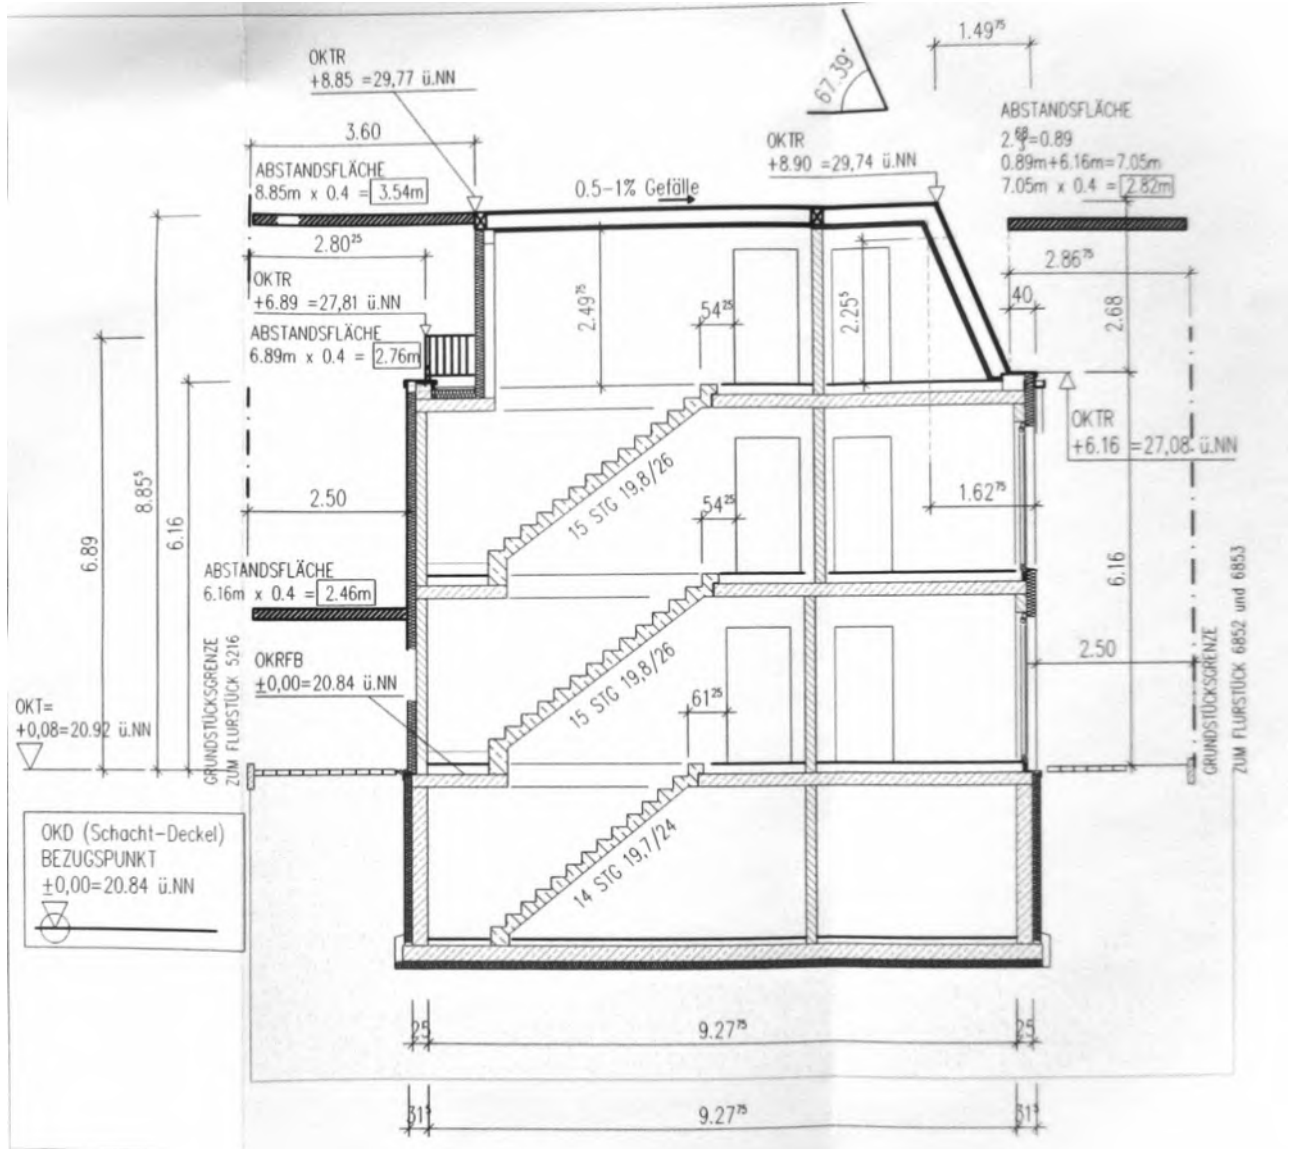 OKTR
+8.85 =29,77 ü.NN
3.60
ABSTANDSFLÄCHE
8.85m x 0.4 = 3.54m
2.80²⁵
OKTR
+6.89 =27,81 ü.NN
ABSTANDSFLÄCHE
6.89m x 0.4 = 2.76m
67.39°
1.49⁷⁵
ABSTANDSFLÄCHE
2.68/3=0.89
0.89m+6.16m=7.05m
7.05m x 0.4 = 2.82m
OKTR
+8.90 =29,74 ü.NN
0.5-1% Gefälle
2.86⁷⁵
40
2.68
2.49⁷⁵
54²⁵
2.25⁵
OKTR
+6.16 =27,08 ü.NN
8.85⁵
6.89
6.16
2.50
15 STG 19,8/26
54²⁵
1.62⁷⁵
6.16
ABSTANDSFLÄCHE
6.16m x 0.4 = 2.46m
GRUNDSTÜCKSGRENZE
ZUM FLURSTÜCK 5216
OKRFB
±0,00=20.84 ü.NN
15 STG 19,8/26
61²⁵
2.50
GRUNDSTÜCKSGRENZE
ZUM FLURSTÜCK 6852 und 6853
OKT=
+0,08=20.92 ü.NN
OKD (Schacht-Deckel)
BEZUGSPUNKT
±0,00=20.84 ü.NN
14 STG 19,7/24
25
9.27⁷⁵
25
31⁵
9.27⁷⁵
31⁵